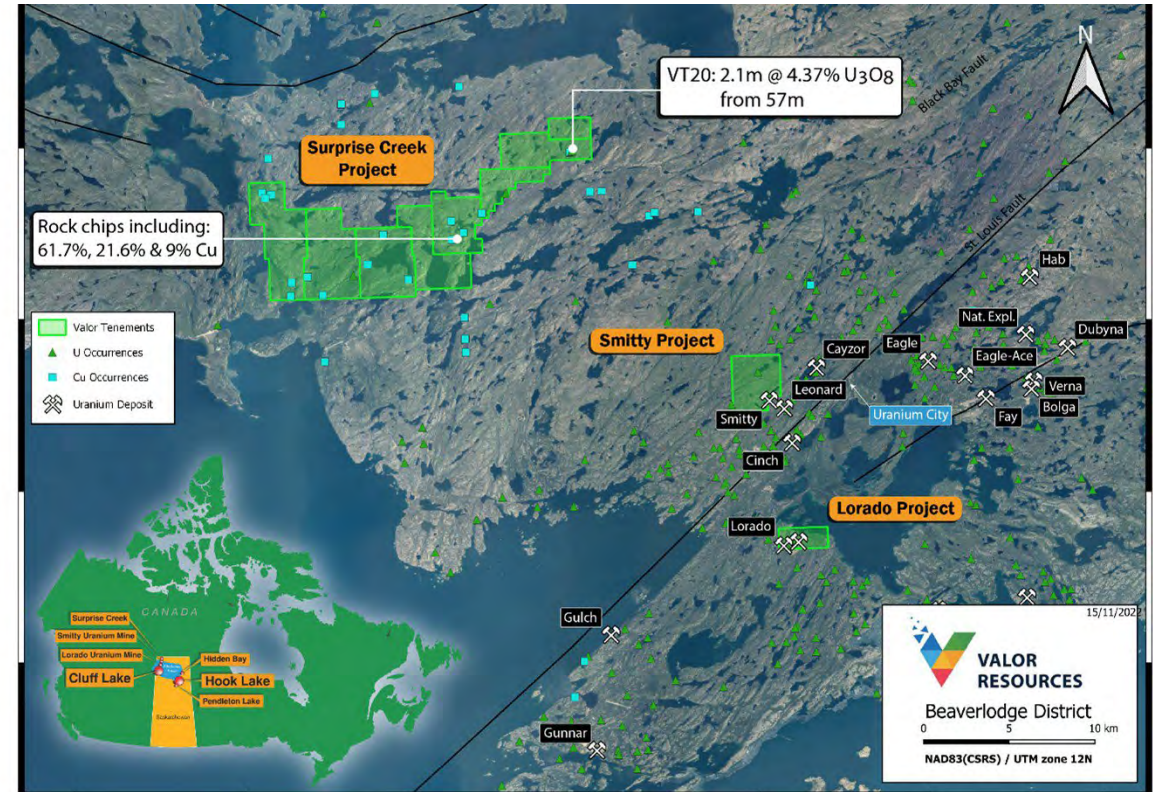 N
VT20: 2.1m @ 4.37% U3O8
from 57m
Black Bay Fault
Surprise Creek
Project
St. Louis Fault
Rock chips including:
61.7%, 21.6% & 9% Cu
Hab
Valor Tenements
U Occurrences
Cu Occurrences
Uranium Deposit
Nat. Expl.
Dubyna
Smitty Project
Cayzor
Eagle
Eagle-Ace
Leonard
Verna
Bolga
Smitty
Uranium City
Fay
Cinch
Lorado Project
Lorado
Gulch
Gunnar
CANADA
Surprise Creek
Smitty Uranium Mine
Lorado Uranium Mine
Hidden Bay
Cluff Lake
Hook Lake
Pendleton Lake
Saskatchewan
15/11/2022
VALOR
RESOURCES
Beaverlodge District
0 5 10 km
NAD83(CSRS) / UTM zone 12N